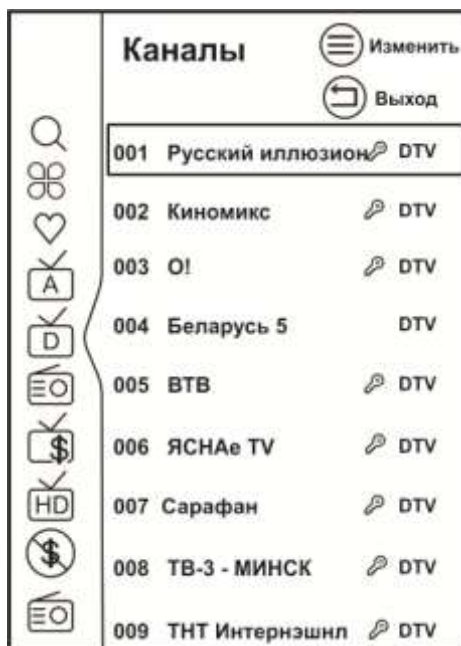 Каналы
Изменить
Выход
001 Русский иллюзион DTV
002 Киномикс DTV
A
003 О! DTV
D
004 Беларусь 5 DTV
005 ВТВ DTV
$
006 ЯСНАе TV DTV
HD
007 Сарафан DTV
$
008 ТВ-3 - МИНСК DTV
009 ТНТ Интернэшнл DTV